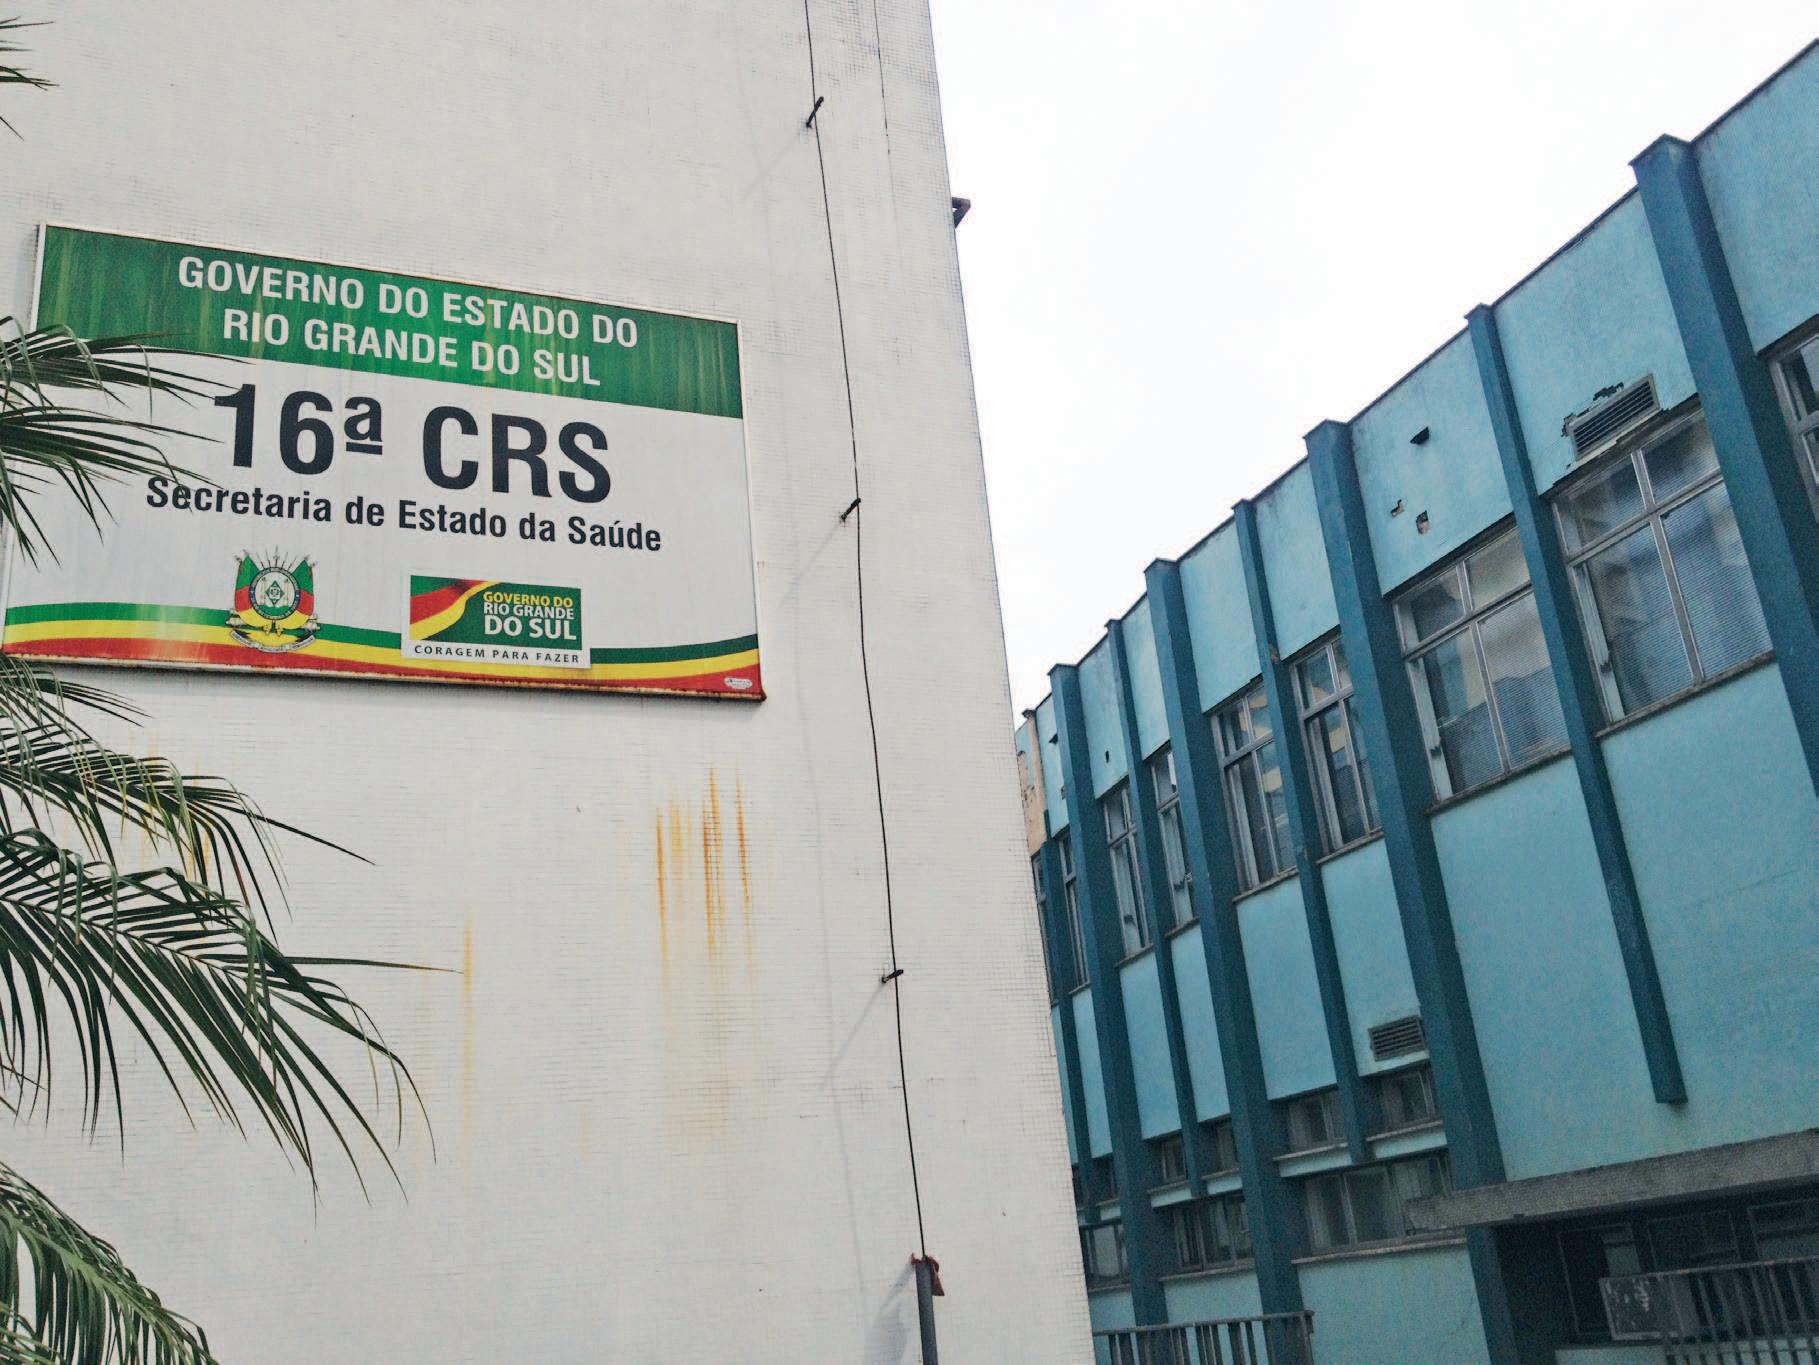 GOVERNO DO ESTADO DO
RIO GRANDE DO SUL
16ª CRS
Secretaria de Estado da Saúde
GOVERNO DO
RIO GRANDE
DO SUL
CORAGEM PARA FAZER